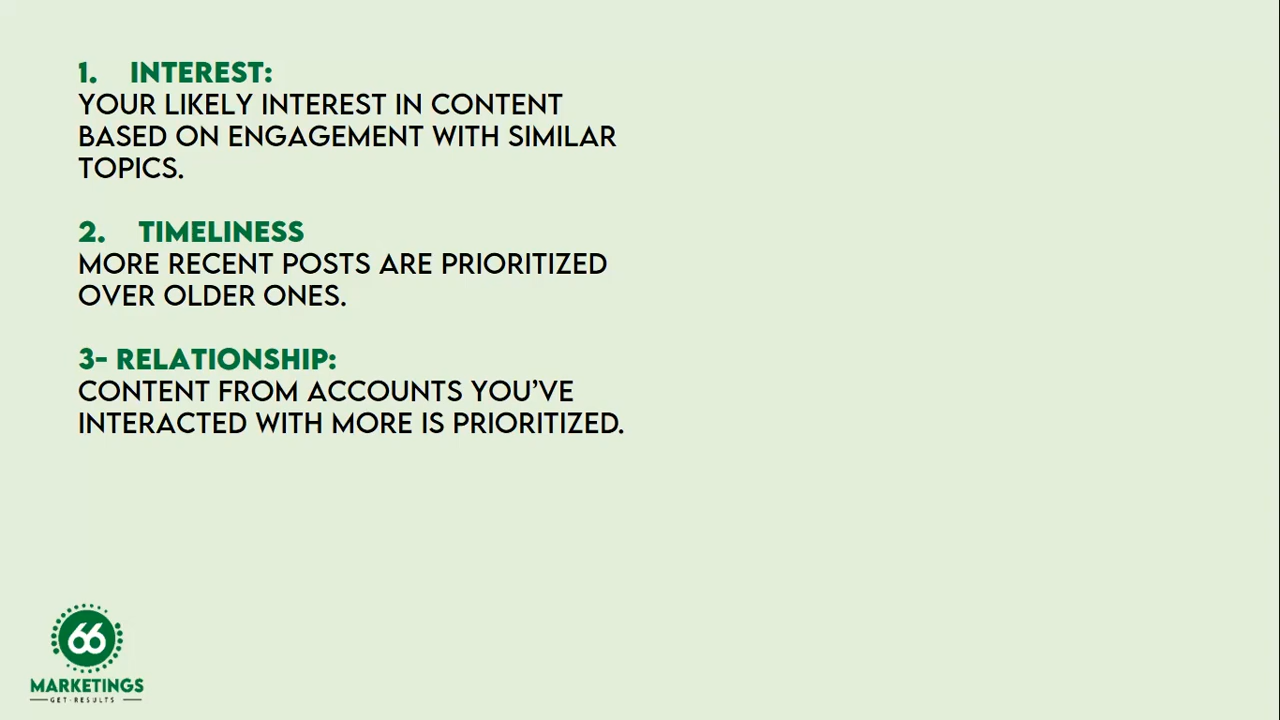 1. INTEREST:
YOUR LIKELY INTEREST IN CONTENT
BASED ON ENGAGEMENT WITH SIMILAR
TOPICS.
2. TIMELINESS
MORE RECENT POSTS ARE PRIORITIZED
OVER OLDER ONES.
3- RELATIONSHIP:
CONTENT FROM ACCOUNTS YOU’VE
INTERACTED WITH MORE IS PRIORITIZED.
66
MARKETINGS
GET-RESULTS